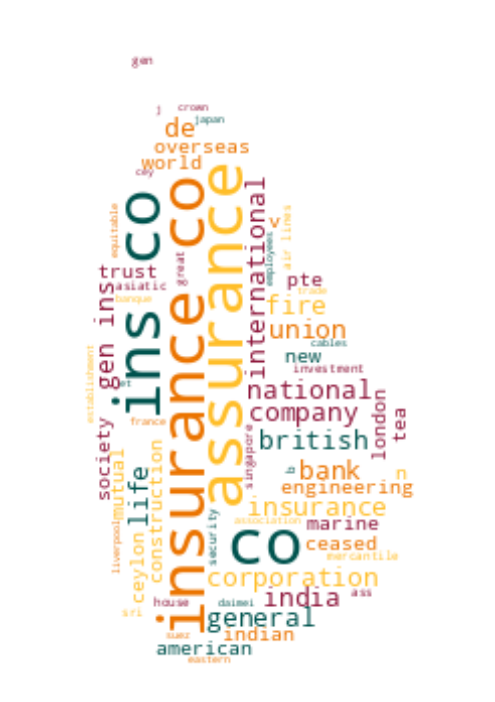 gen
j
crown
japan
de
overseas
world
cey
ins co
insurance co
assurance
international
equitable
great
v
air lines
employees
trust
asiatic
banque
gen ins
pte
trade
fire
union
cables
new
investment
establishment
et
national
company
london
tea
france
british
singapore
society
mutual
life
construction
bank
n
engineering
insurance
association
marine
security
co
ceased
mercantile
liverpool
ceylon
corporation
india
ass
house
daimei
sri
general
suez
indian
american
eastern